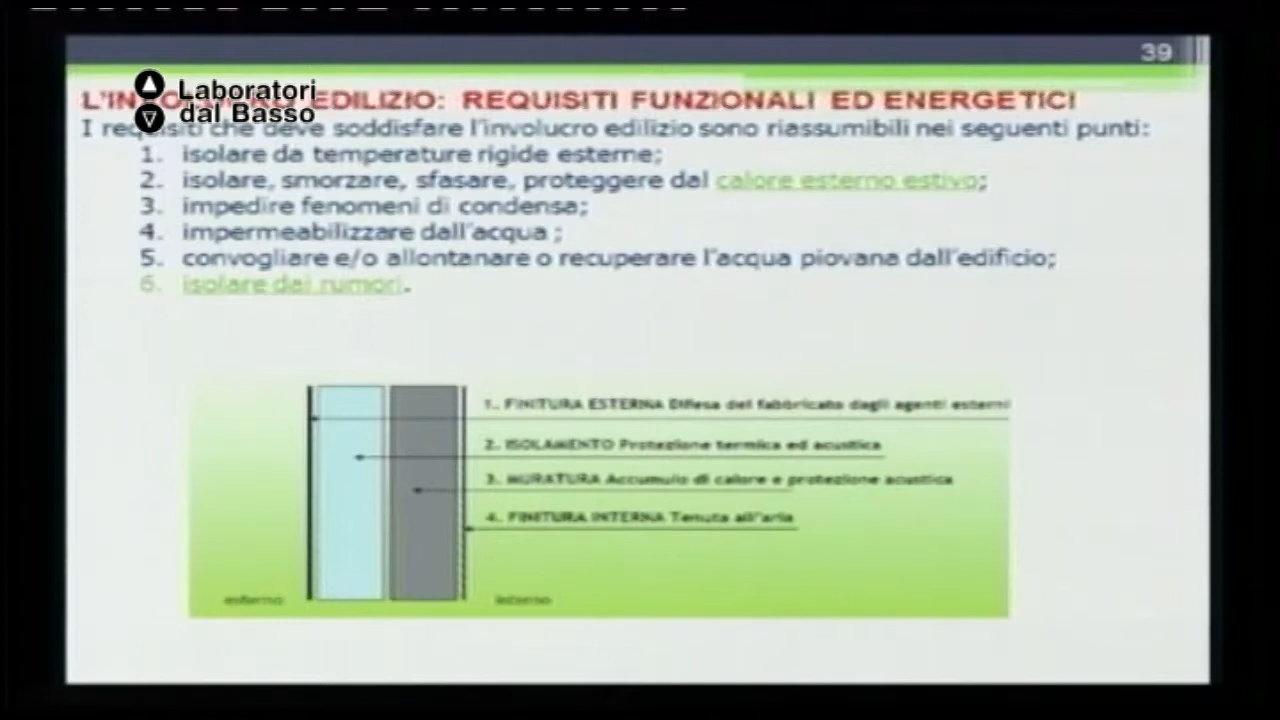 39
Laboratori
dal Basso
EDILIZIO: REQUISITI FUNZIONALI ED ENERGETICI
I requisiti che deve soddisfare l'involucro edilizio sono riassumibili nei seguenti punti:
1. isolare da temperature rigide esterne;
2. isolare, smorzare, sfasare, proteggere dal calore esterno estivo;
3. impedire fenomeni di condensa;
4. impermeabilizzare dall'acqua ;
5. convogliare e/o allontanare o recuperare l'acqua piovana dall'edificio;
6. isolare dai rumori.
1. FINITURA ESTERNA Difesa del fabbricato dagli agenti esterni
2. ISOLAMENTO Protezione termica ed acustica
3. MURATURA Accumulo di calore e protezione acustica
4. FINITURA INTERNA Tenuta all'aria
esterno
interno